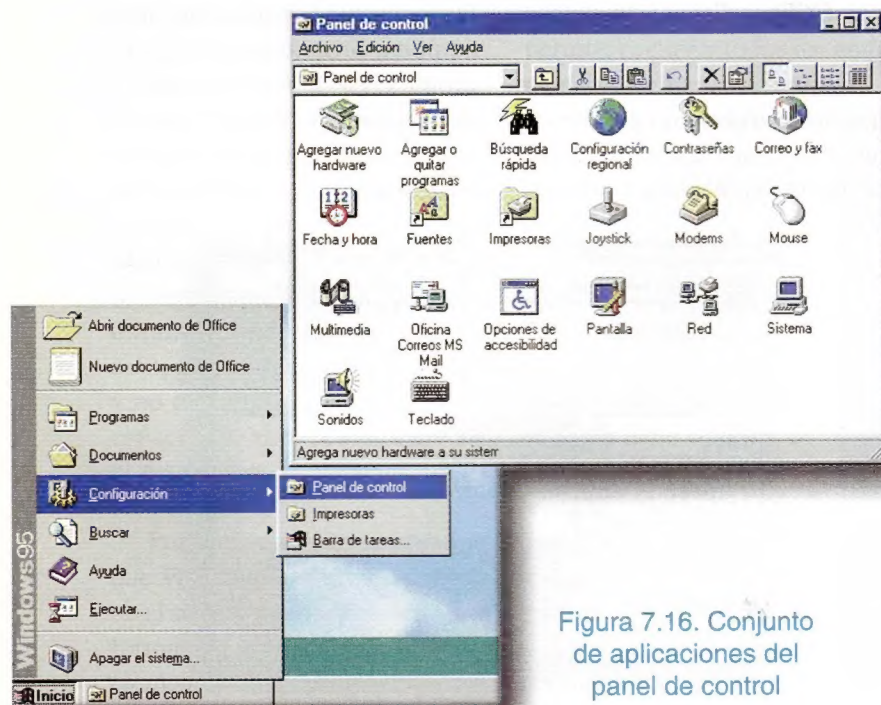 Panel de control
Archivo Edición Ver Ayuda
Panel de control
Agregar nuevo hardware
Agregar o quitar programas
Búsqueda rápida
Configuración regional
Contraseñas
Correo y fax
Fecha y hora
Fuentes
Impresoras
Joystick
Modems
Mouse
Multimedia
Oficina Correos MS Mail
Opciones de accesibilidad
Pantalla
Red
Sistema
Sonidos
Teclado
Agrega nuevo hardware a su sistem
Abrir documento de Office
Nuevo documento de Office
Programas
Documentos
Configuración
Buscar
Ayuda
Ejecutar...
Apagar el sistema...
Windows95
Panel de control
Impresoras
Barra de tareas...
Inicio
Panel de control
Figura 7.16. Conjunto
de aplicaciones del
panel de control